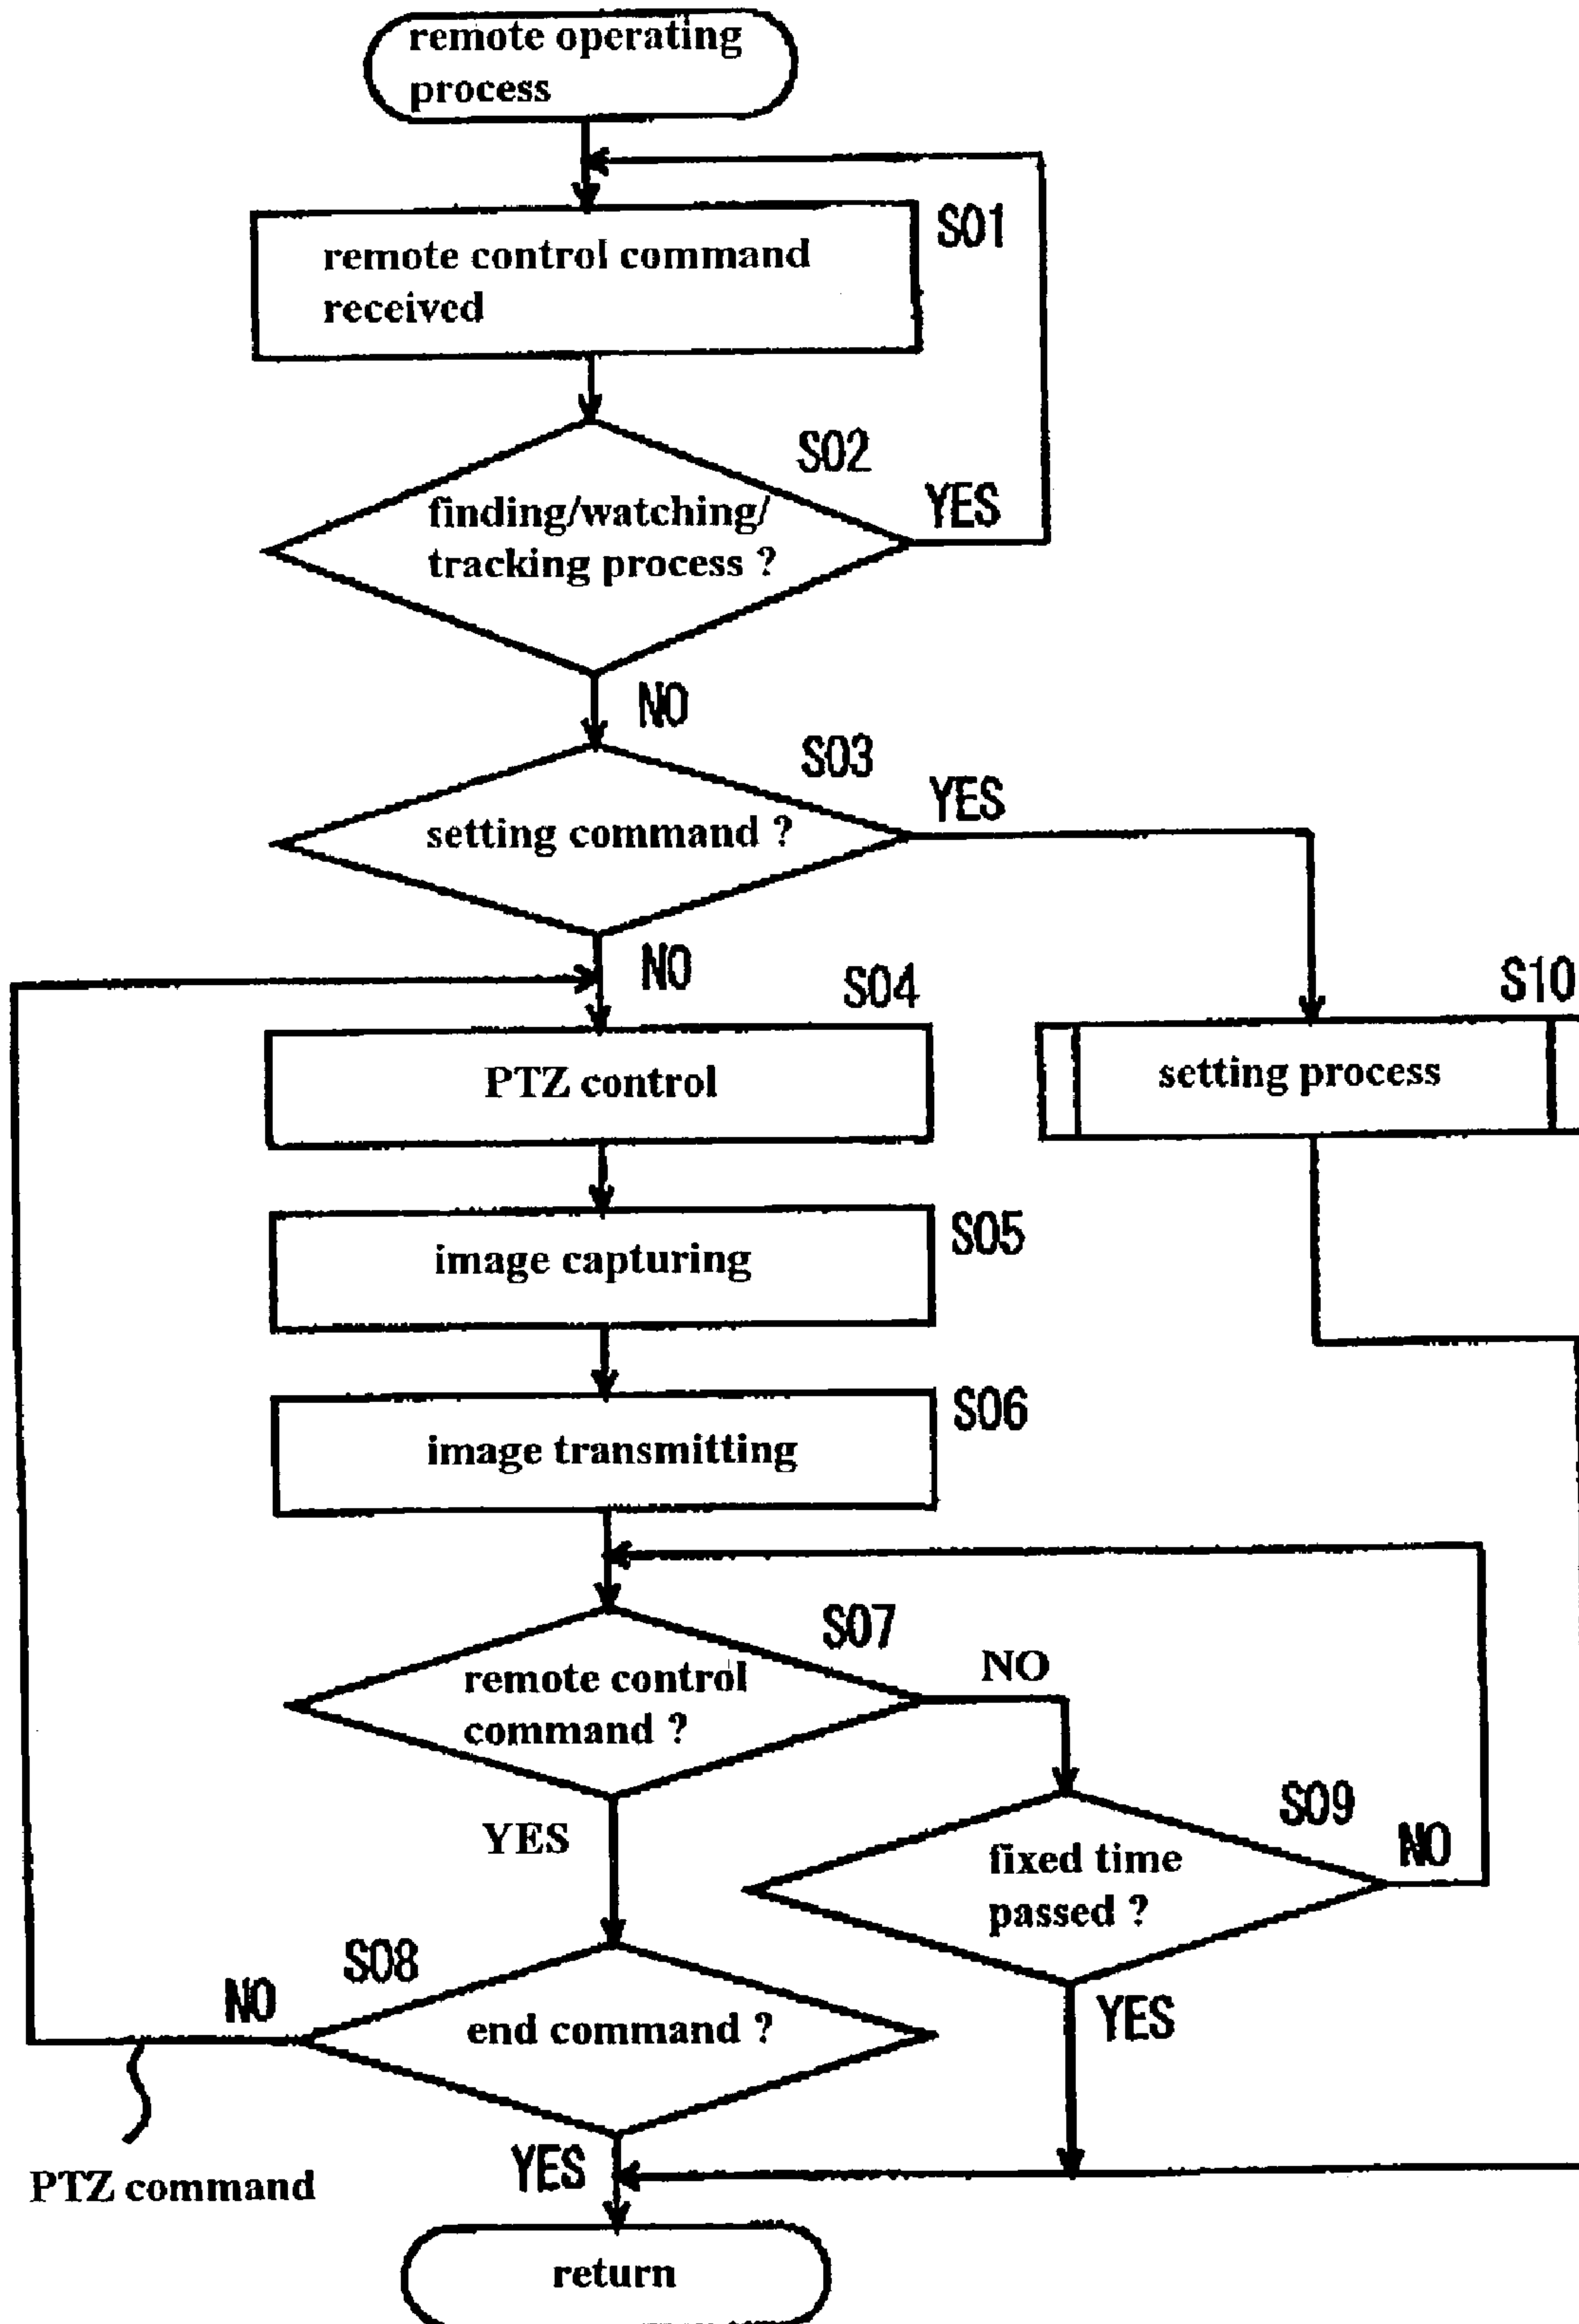 remote operating
process
S01
remote control command
received
S02
finding/watching/
tracking process ?
YES
NO
S03
setting command ?
YES
NO
S04
PTZ control
S10
setting process
S05
image capturing
S06
image transmitting
S07
remote control
command ?
NO
YES
S09
fixed time
passed ?
NO
YES
S08
end command ?
NO
PTZ command
YES
return